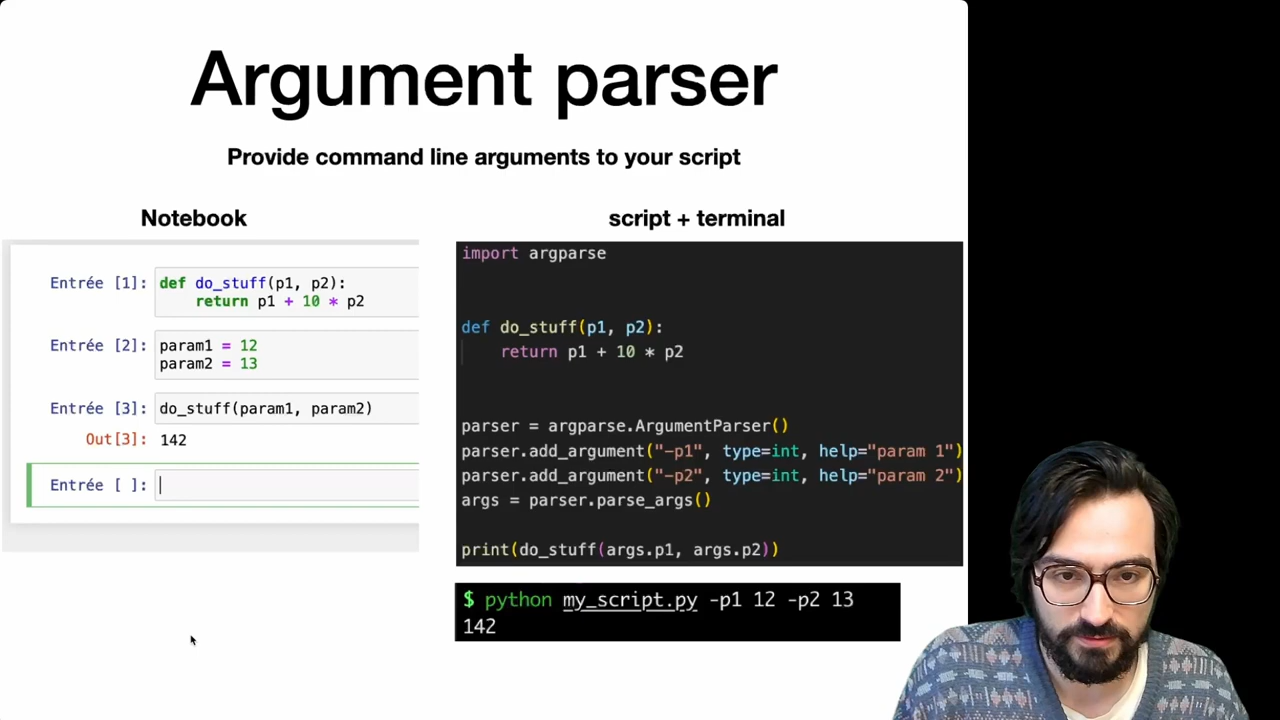 Argument parser
Provide command line arguments to your script
Notebook
Entrée [1]: def do_stuff(p1, p2):
return p1 + 10 * p2
Entrée [2]: param1 = 12
param2 = 13
Entrée [3]: do_stuff(param1, param2)
Out[3]: 142
Entrée [ ]:
script + terminal
import argparse
def do_stuff(p1, p2):
return p1 + 10 * p2
parser = argparse.ArgumentParser()
parser.add_argument("-p1", type=int, help="param 1")
parser.add_argument("-p2", type=int, help="param 2")
args = parser.parse_args()
print(do_stuff(args.p1, args.p2))
$ python my_script.py -p1 12 -p2 13
142